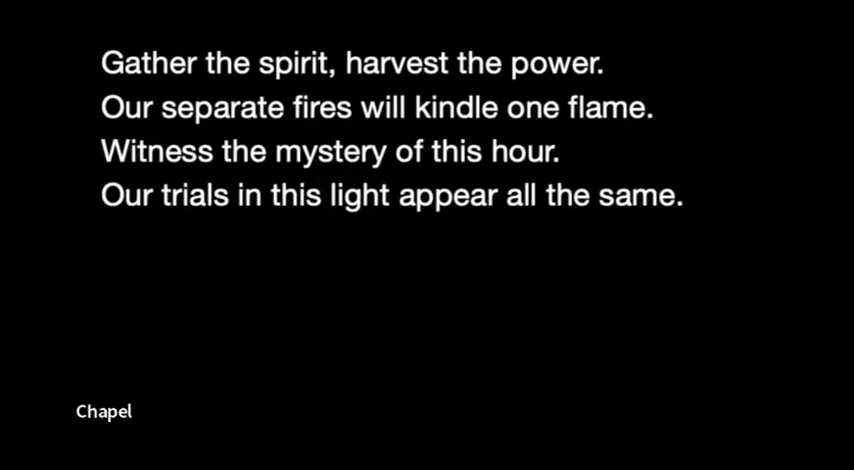 Gather the spirit, harvest the power.
Our separate fires will kindle one flame.
Witness the mystery of this hour.
Our trials in this light appear all the same.
Chapel